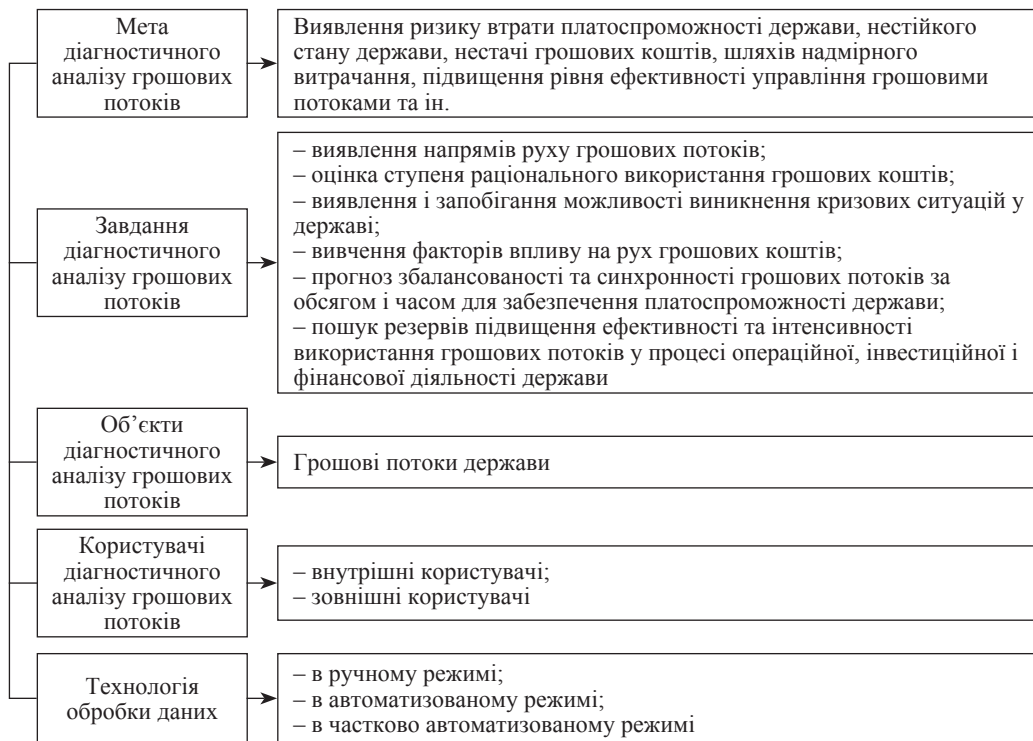 Мета
діагностичного
аналізу грошових
потоків
Виявлення ризику втрати платоспроможності держави, нестійкого
стану держави, нестачі грошових коштів, шляхів надмірного
витрачання, підвищення рівня ефективності управління грошовими
потоками та ін.
Завдання
діагностичного
аналізу грошових
потоків
– виявлення напрямів руху грошових потоків;
– оцінка ступеня раціонального використання грошових коштів;
– виявлення і запобігання можливості виникнення кризових ситуацій у
державі;
– вивчення факторів впливу на рух грошових коштів;
– прогноз збалансованості та синхронності грошових потоків за
обсягом і часом для забезпечення платоспроможності держави;
– пошук резервів підвищення ефективності та інтенсивності
використання грошових потоків у процесі операційної, інвестиційної і
фінансової діяльності держави
Об’єкти
діагностичного
аналізу грошових
потоків
Грошові потоки держави
Користувачі
діагностичного
аналізу грошових
потоків
– внутрішні користувачі;
– зовнішні користувачі
Технологія
обробки даних
– в ручному режимі;
– в автоматизованому режимі;
– в частково автоматизованому режимі